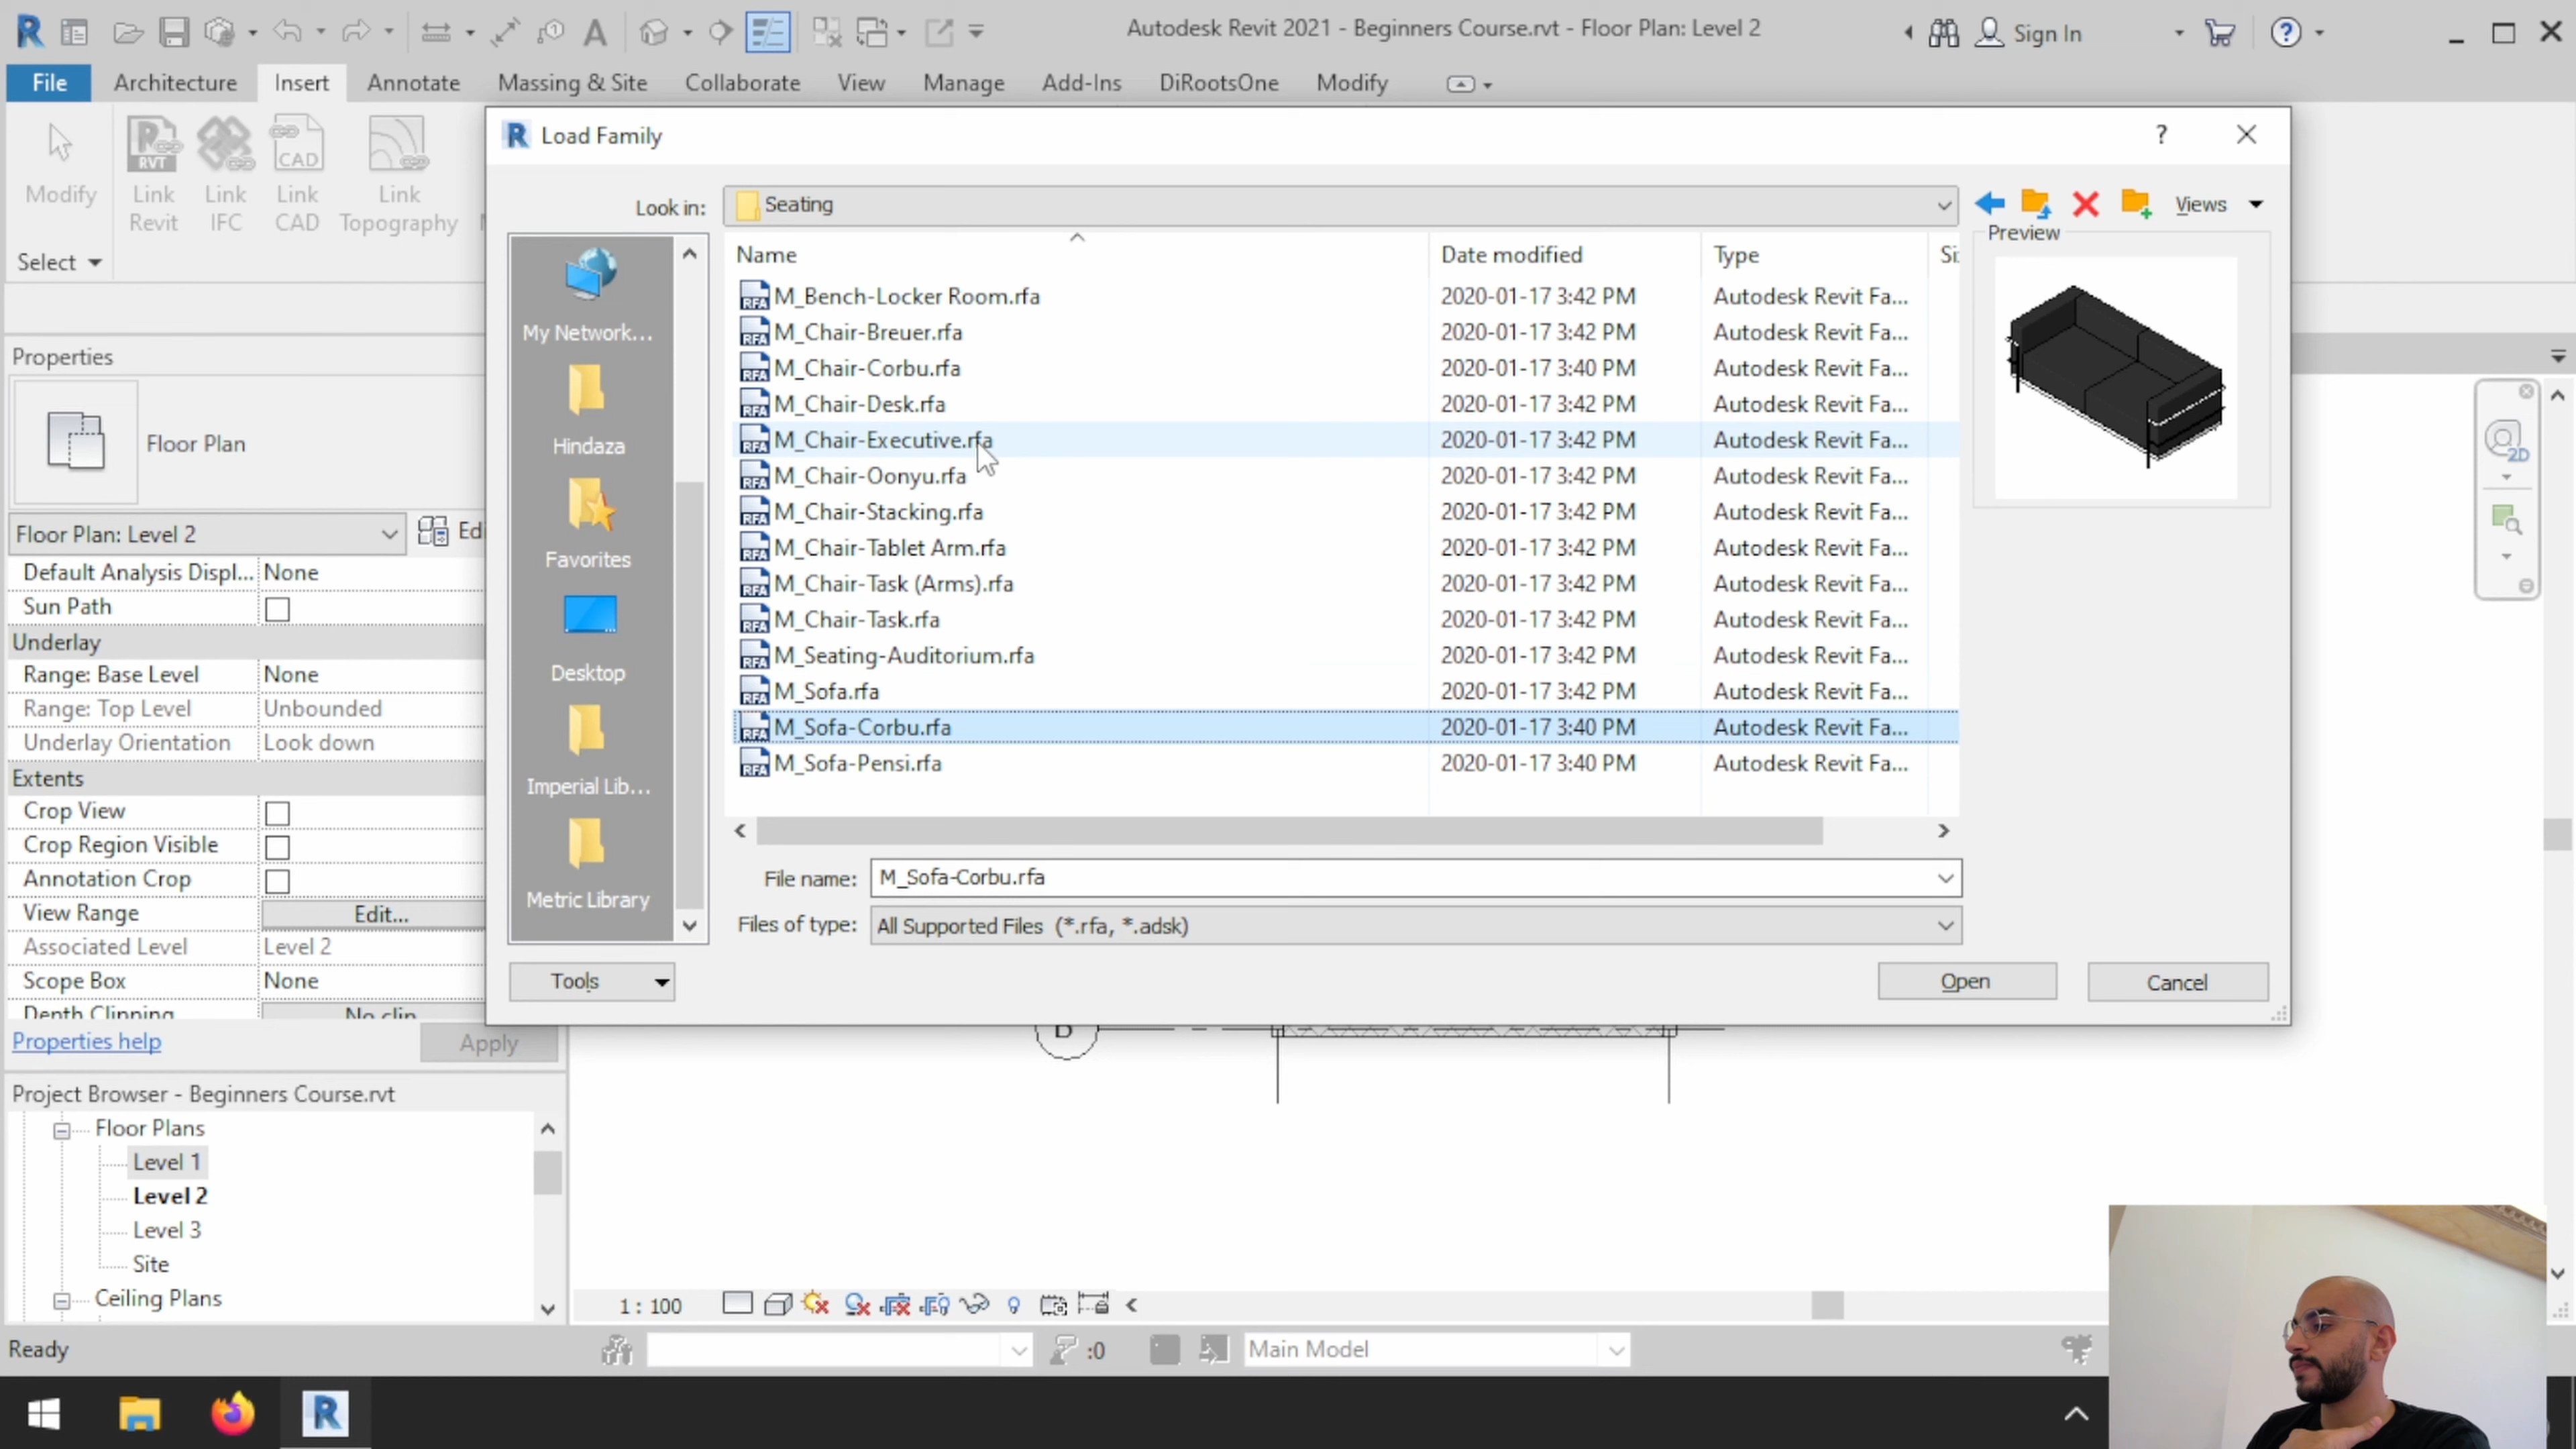 Autodesk Revit 2021 - Beginners Course.rvt - Floor Plan: Level 2
Sign In
File Architecture Insert Annotate Massing & Site Collaborate View Manage Add-Ins DiRootsOne Modify
Modify
Link Revit
Link IFC
Link CAD
Link Topography
Select
Load Family
Look in: Seating
Views
Preview
Name Date modified Type
M_Bench-Locker Room.rfa 2020-01-17 3:42 PM Autodesk Revit Fa...
M_Chair-Breuer.rfa 2020-01-17 3:42 PM Autodesk Revit Fa...
M_Chair-Corbu.rfa 2020-01-17 3:40 PM Autodesk Revit Fa...
M_Chair-Desk.rfa 2020-01-17 3:42 PM Autodesk Revit Fa...
M_Chair-Executive.rfa 2020-01-17 3:42 PM Autodesk Revit Fa...
M_Chair-Oonyu.rfa 2020-01-17 3:42 PM Autodesk Revit Fa...
M_Chair-Stacking.rfa 2020-01-17 3:42 PM Autodesk Revit Fa...
M_Chair-Tablet Arm.rfa 2020-01-17 3:42 PM Autodesk Revit Fa...
M_Chair-Task (Arms).rfa 2020-01-17 3:42 PM Autodesk Revit Fa...
M_Chair-Task.rfa 2020-01-17 3:42 PM Autodesk Revit Fa...
M_Seating-Auditorium.rfa 2020-01-17 3:42 PM Autodesk Revit Fa...
M_Sofa.rfa 2020-01-17 3:42 PM Autodesk Revit Fa...
M_Sofa-Corbu.rfa 2020-01-17 3:40 PM Autodesk Revit Fa...
M_Sofa-Pensi.rfa 2020-01-17 3:40 PM Autodesk Revit Fa...
My Network...
Hindaza
Favorites
Desktop
Imperial Lib...
Metric Library
File name: M_Sofa-Corbu.rfa
Files of type: All Supported Files (*.rfa, *.adsk)
Tools
Open
Cancel
Properties
Floor Plan
Floor Plan: Level 2
Default Analysis Displ... None
Sun Path
Underlay
Range: Base Level None
Range: Top Level Unbounded
Underlay Orientation Look down
Extents
Crop View
Crop Region Visible
Annotation Crop
View Range Edit...
Associated Level Level 2
Scope Box None
Depth Clipping No clip
Properties help Apply
Project Browser - Beginners Course.rvt
Floor Plans
Level 1
Level 2
Level 3
Site
Ceiling Plans
2D
1 : 100
Ready
:0
Main Model